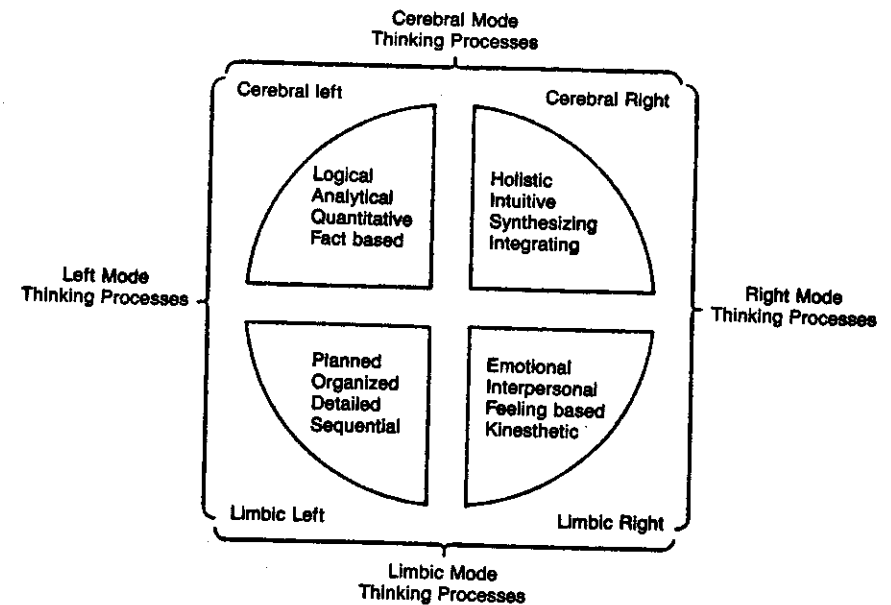 Cerebral Mode
Thinking Processes
Cerebral left
Cerebral Right
Logical
Analytical
Quantitative
Fact based
Holistic
Intuitive
Synthesizing
Integrating
Left Mode
Thinking Processes
Right Mode
Thinking Processes
Planned
Organized
Detailed
Sequential
Emotional
Interpersonal
Feeling based
Kinesthetic
Limbic Left
Limbic Right
Limbic Mode
Thinking Processes